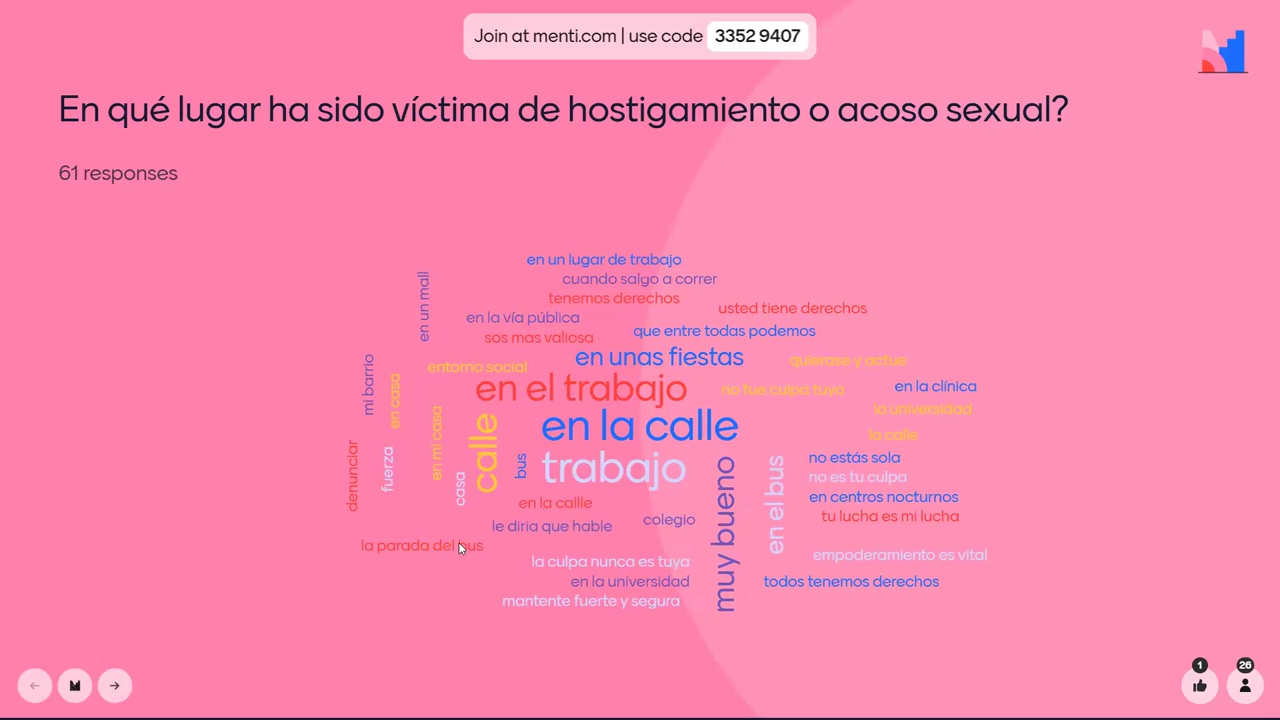 Join at menti.com | use code 3352 9407
En qué lugar ha sido víctima de hostigamiento o acoso sexual?
61 responses
en un lugar de trabajo
cuando salgo a correr
tenemos derechos
usted tiene derechos
en un mall
en la vía pública
que entre todas podemos
sos mas valiosa
en unas fiestas
quierase y actue
entorno social
mi barrio
en casa
en el trabajo
no fue culpa tuya
en la clínica
la universidad
en mi casa
calle
en la calle
la calle
denunciar
fuerza
casa
bus
trabajo
muy bueno
en el bus
no estás sola
no es tu culpa
en centros nocturnos
en la callle
tu lucha es mi lucha
colegio
le diria que hable
la parada del bus
empoderamiento es vital
la culpa nunca es tuya
en la universidad
todos tenemos derechos
mantente fuerte y segura
1
26